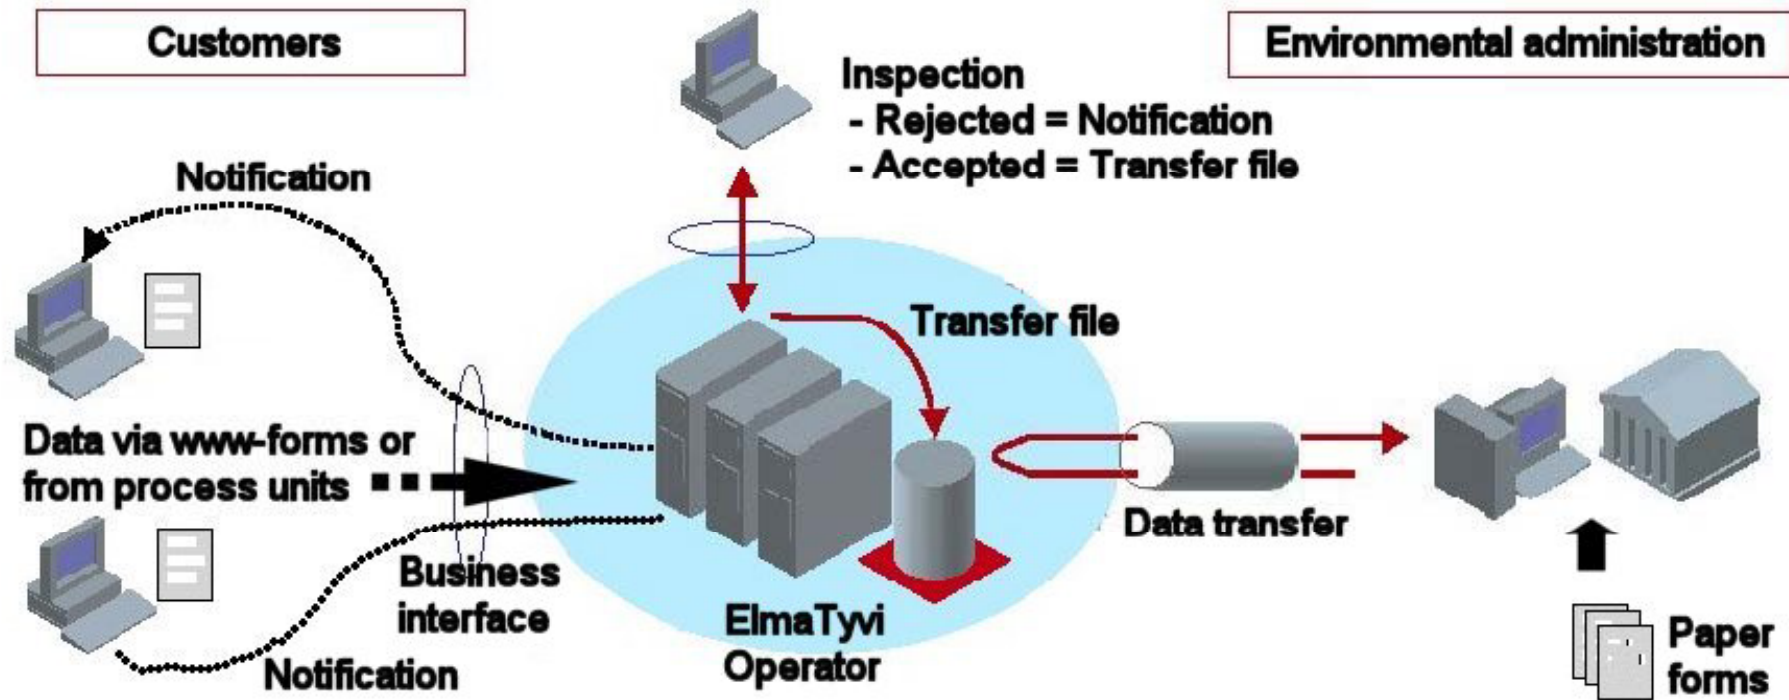 Customers
Environmental administration
Inspection
- Rejected = Notification
- Accepted = Transfer file
Notification
Transfer file
Data via www-forms or
from process units
Data transfer
Business
interface
ElmaTyvi
Operator
Notification
Paper
forms